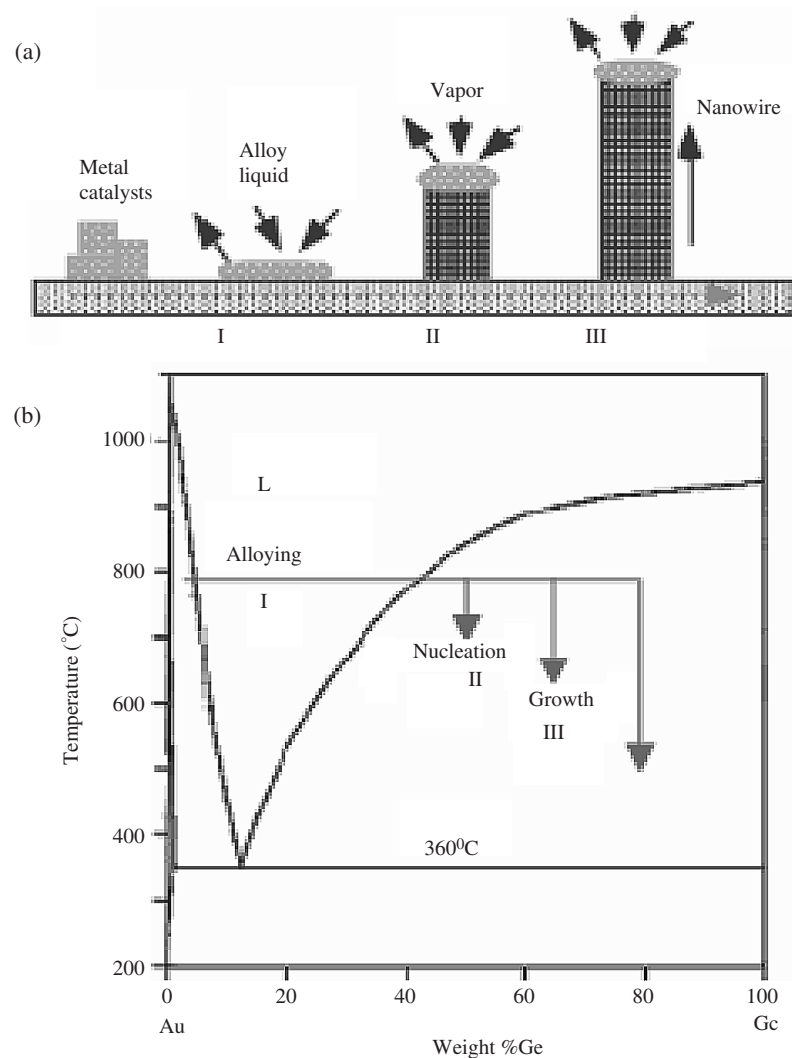 (a)
Vapor
Nanowire
Metal
catalysts
Alloy
liquid
I II III
(b)
1000
L
Alloying
800
I
Nucleation
II
Growth
600
III
Temperature (°C)
400
360⁰C
200
0 20 40 60 80 100
Au Gc
Weight %Ge